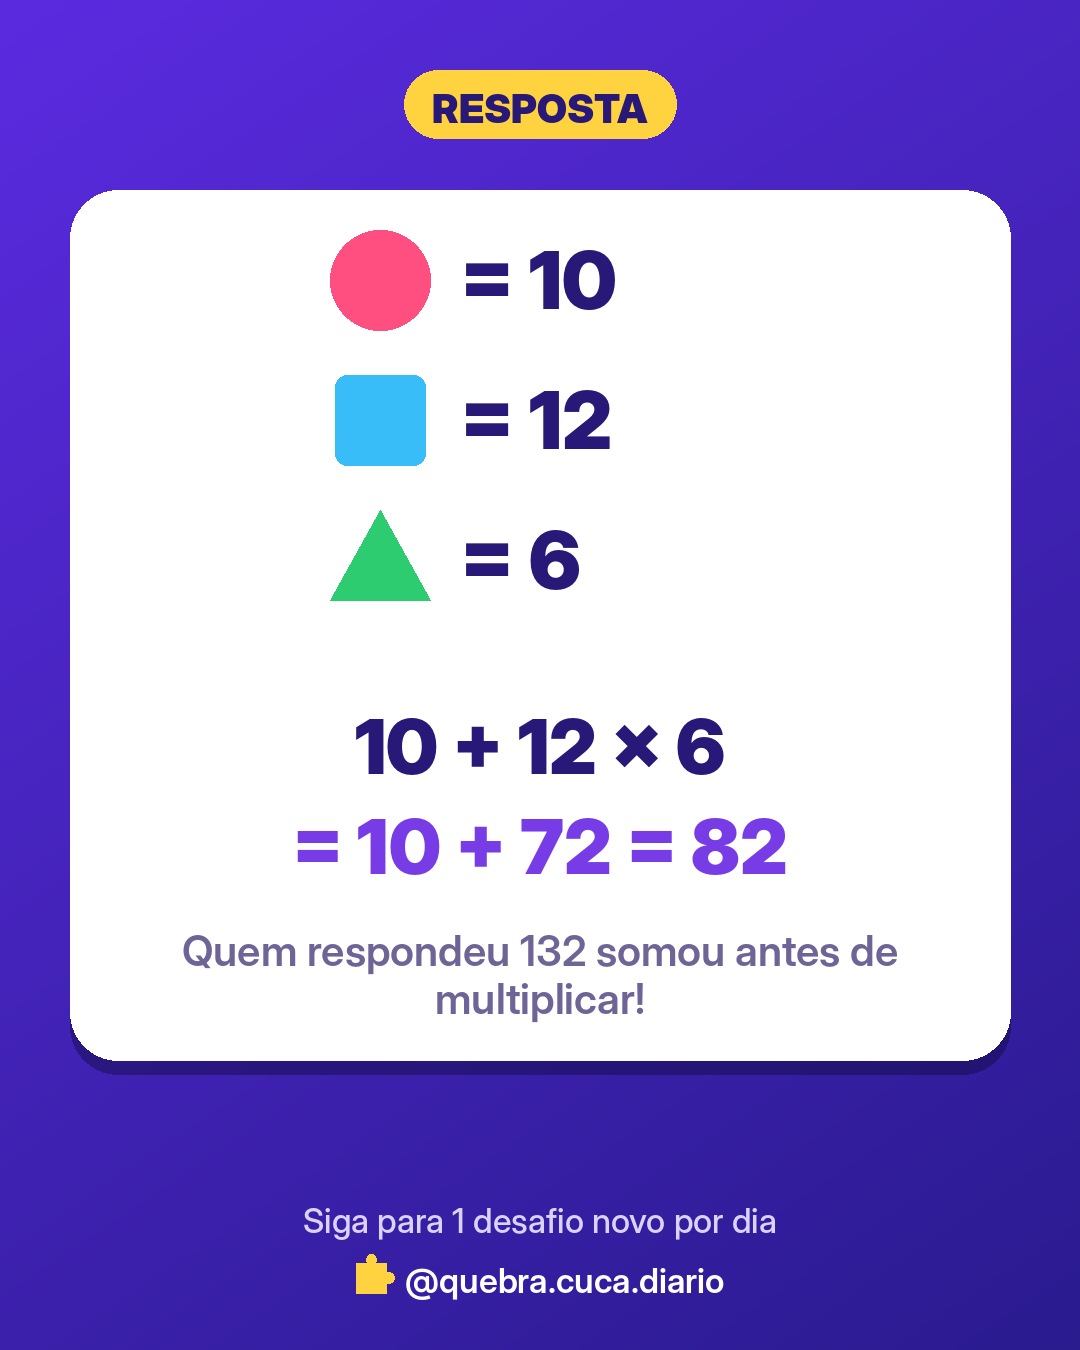 RESPOSTA
= 10
= 12
= 6
10 + 12 × 6
= 10 + 72 = 82
Quem respondeu 132 somou antes de
multiplicar!
Siga para 1 desafio novo por dia
@quebra.cuca.diario